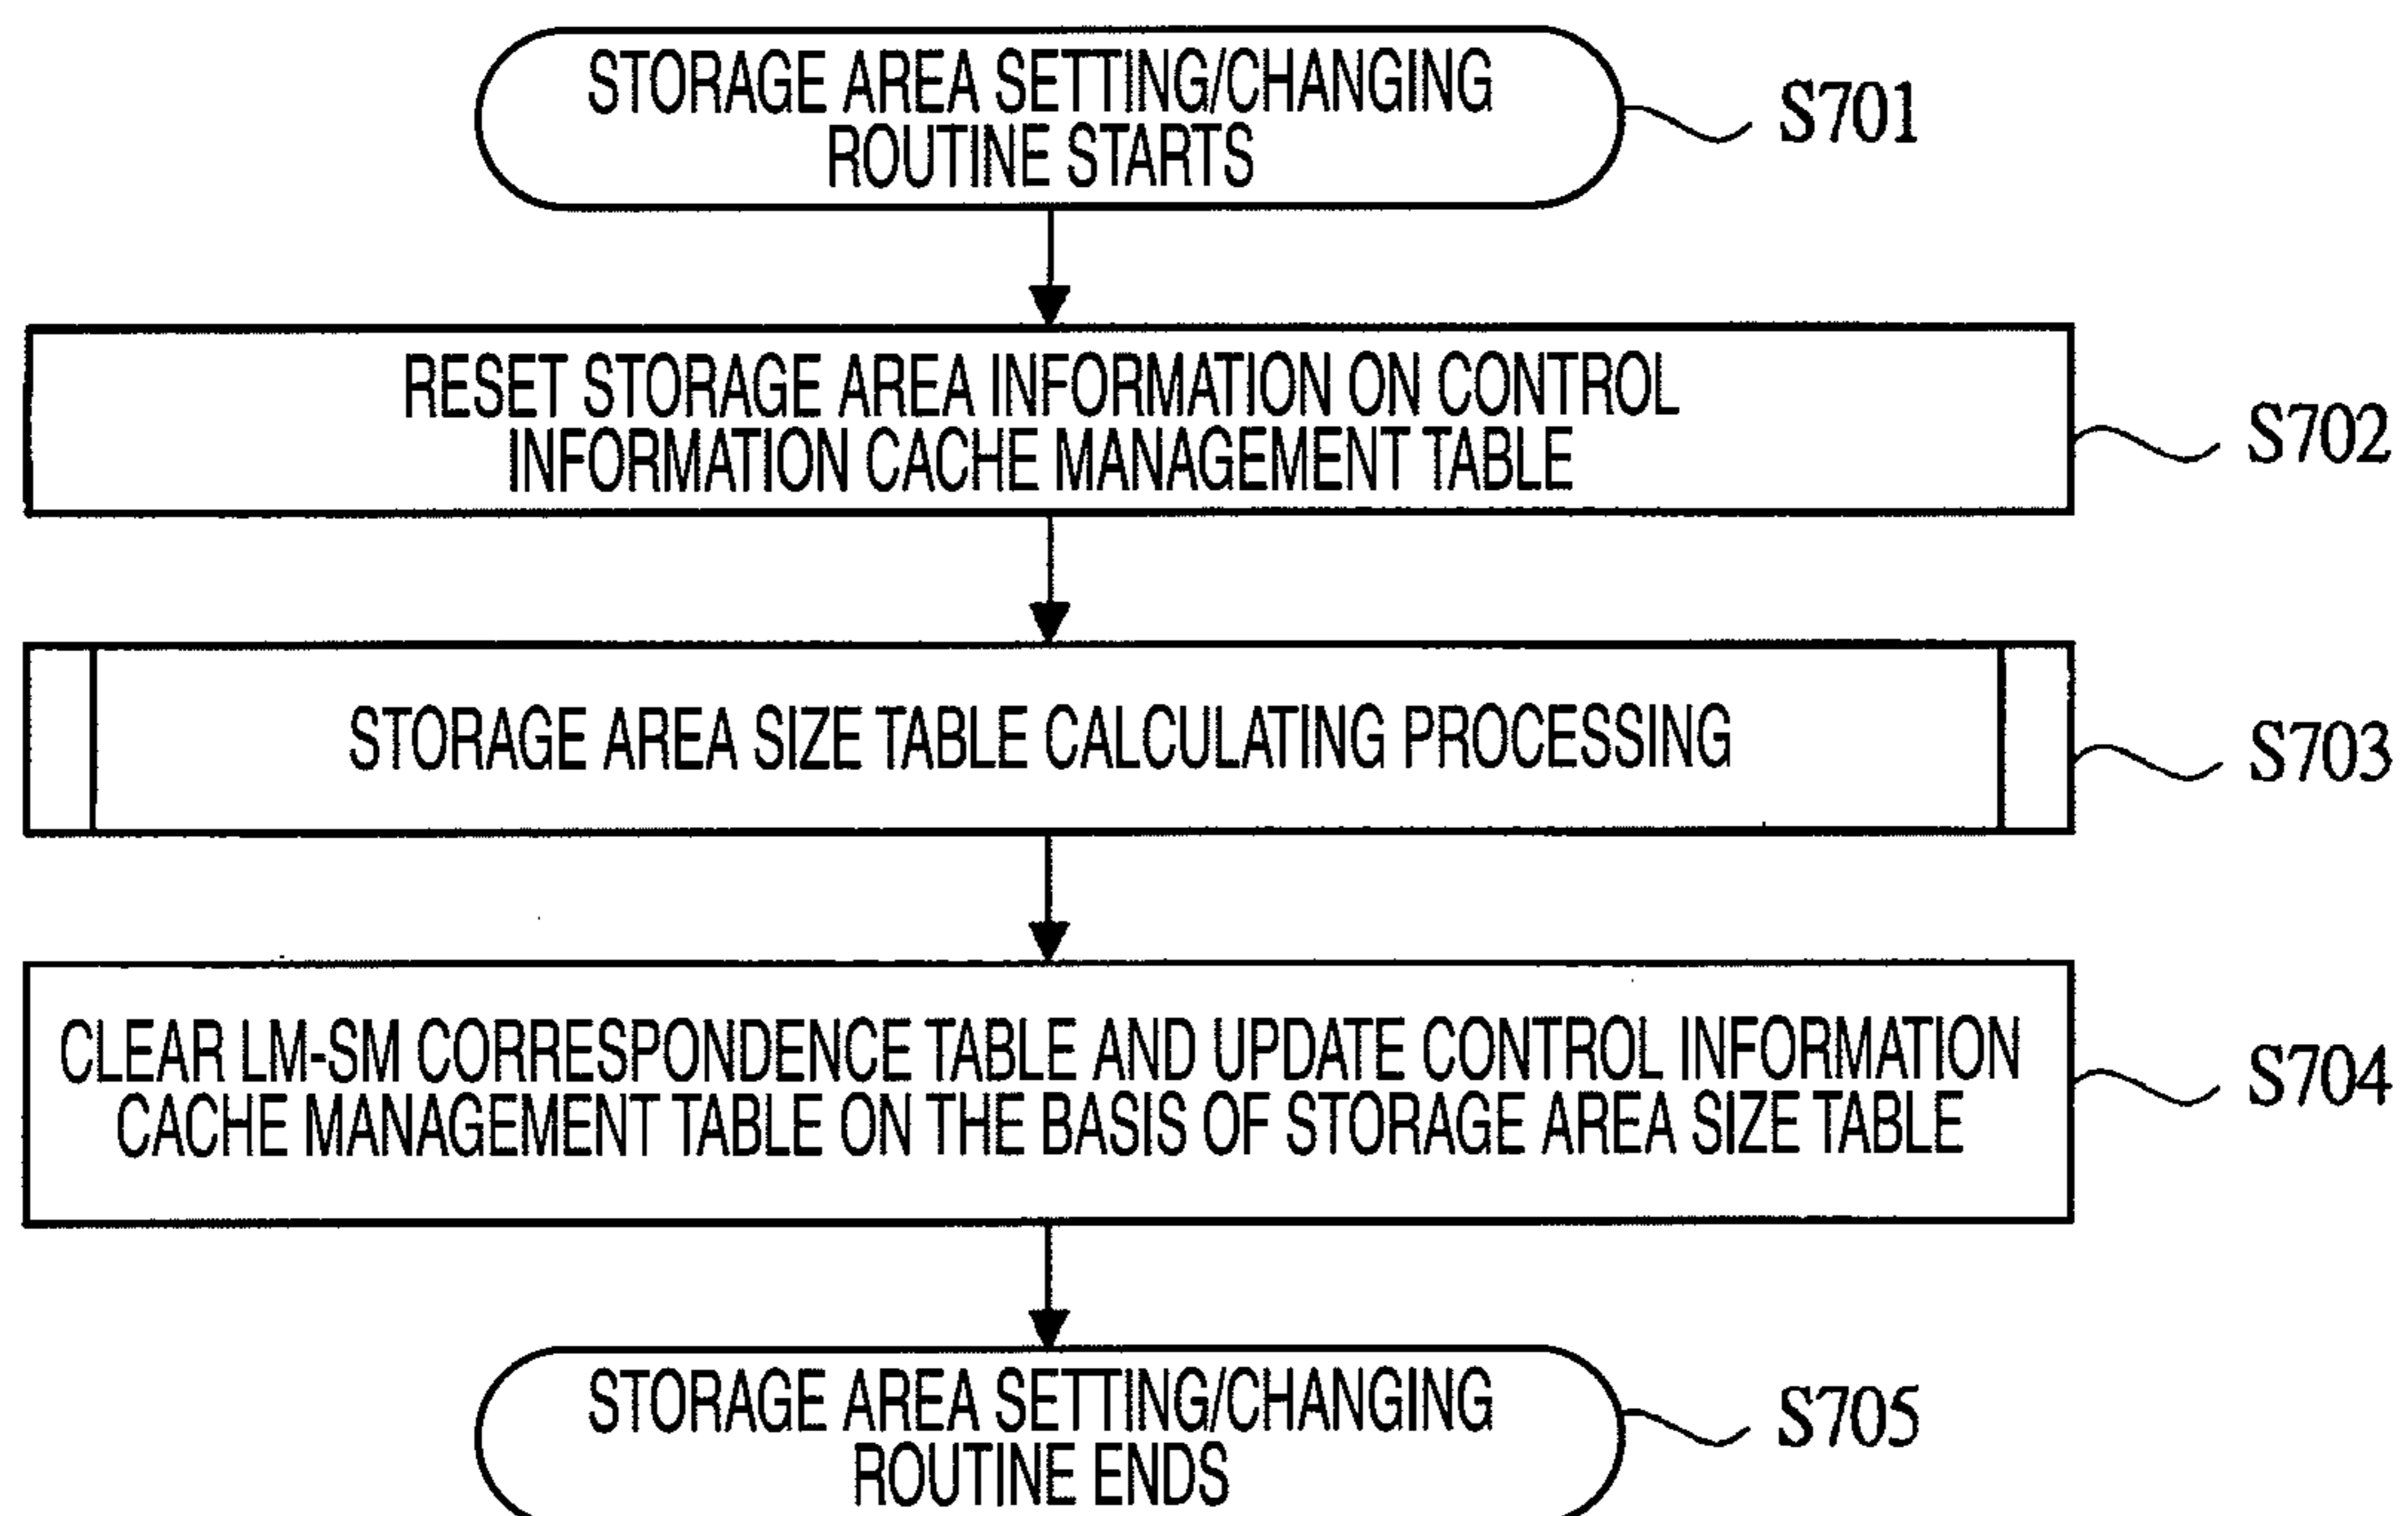 STORAGE AREA SETTING/CHANGING
ROUTINE STARTS
S701
RESET STORAGE AREA INFORMATION ON CONTROL
INFORMATION CACHE MANAGEMENT TABLE
S702
STORAGE AREA SIZE TABLE CALCULATING PROCESSING
S703
CLEAR LM-SM CORRESPONDENCE TABLE AND UPDATE CONTROL INFORMATION
CACHE MANAGEMENT TABLE ON THE BASIS OF STORAGE AREA SIZE TABLE
S704
STORAGE AREA SETTING/CHANGING
ROUTINE ENDS
S705